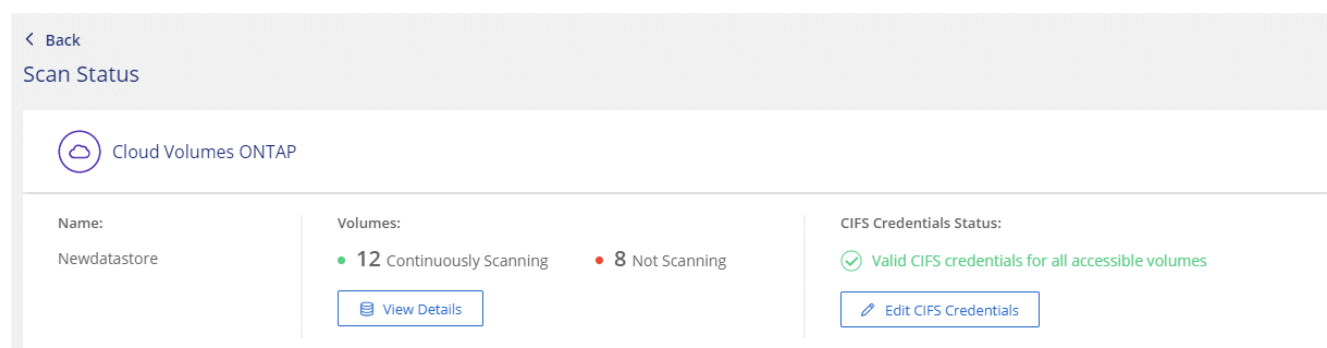 Back
Scan Status
Cloud Volumes ONTAP
Name:
Newdatastore
Volumes:
12 Continuously Scanning
8 Not Scanning
View Details
CIFS Credentials Status:
Valid CIFS credentials for all accessible volumes
Edit CIFS Credentials